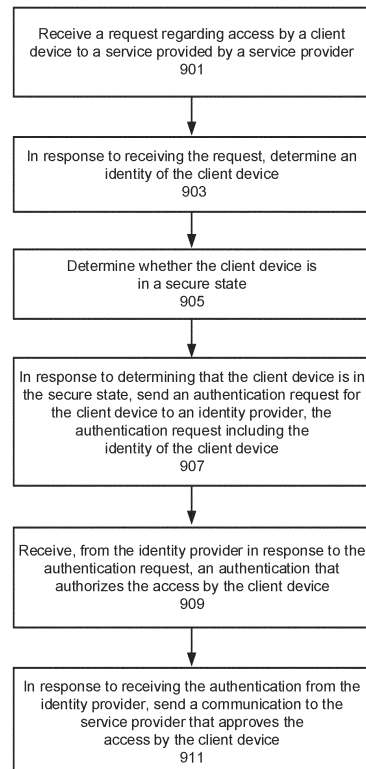 Receive a request regarding access by a client
device to a service provided by a service provider
901
In response to receiving the request, determine an
identity of the client device
903
Determine whether the client device is
in a secure state
905
In response to determining that the client device is in
the secure state, send an authentication request for
the client device to an identity provider, the
authentication request including the
identity of the client device
907
Receive, from the identity provider in response to the
authentication request, an authentication that
authorizes the access by the client device
909
In response to receiving the authentication from the
identity provider, send a communication to the
service provider that approves the
access by the client device
911